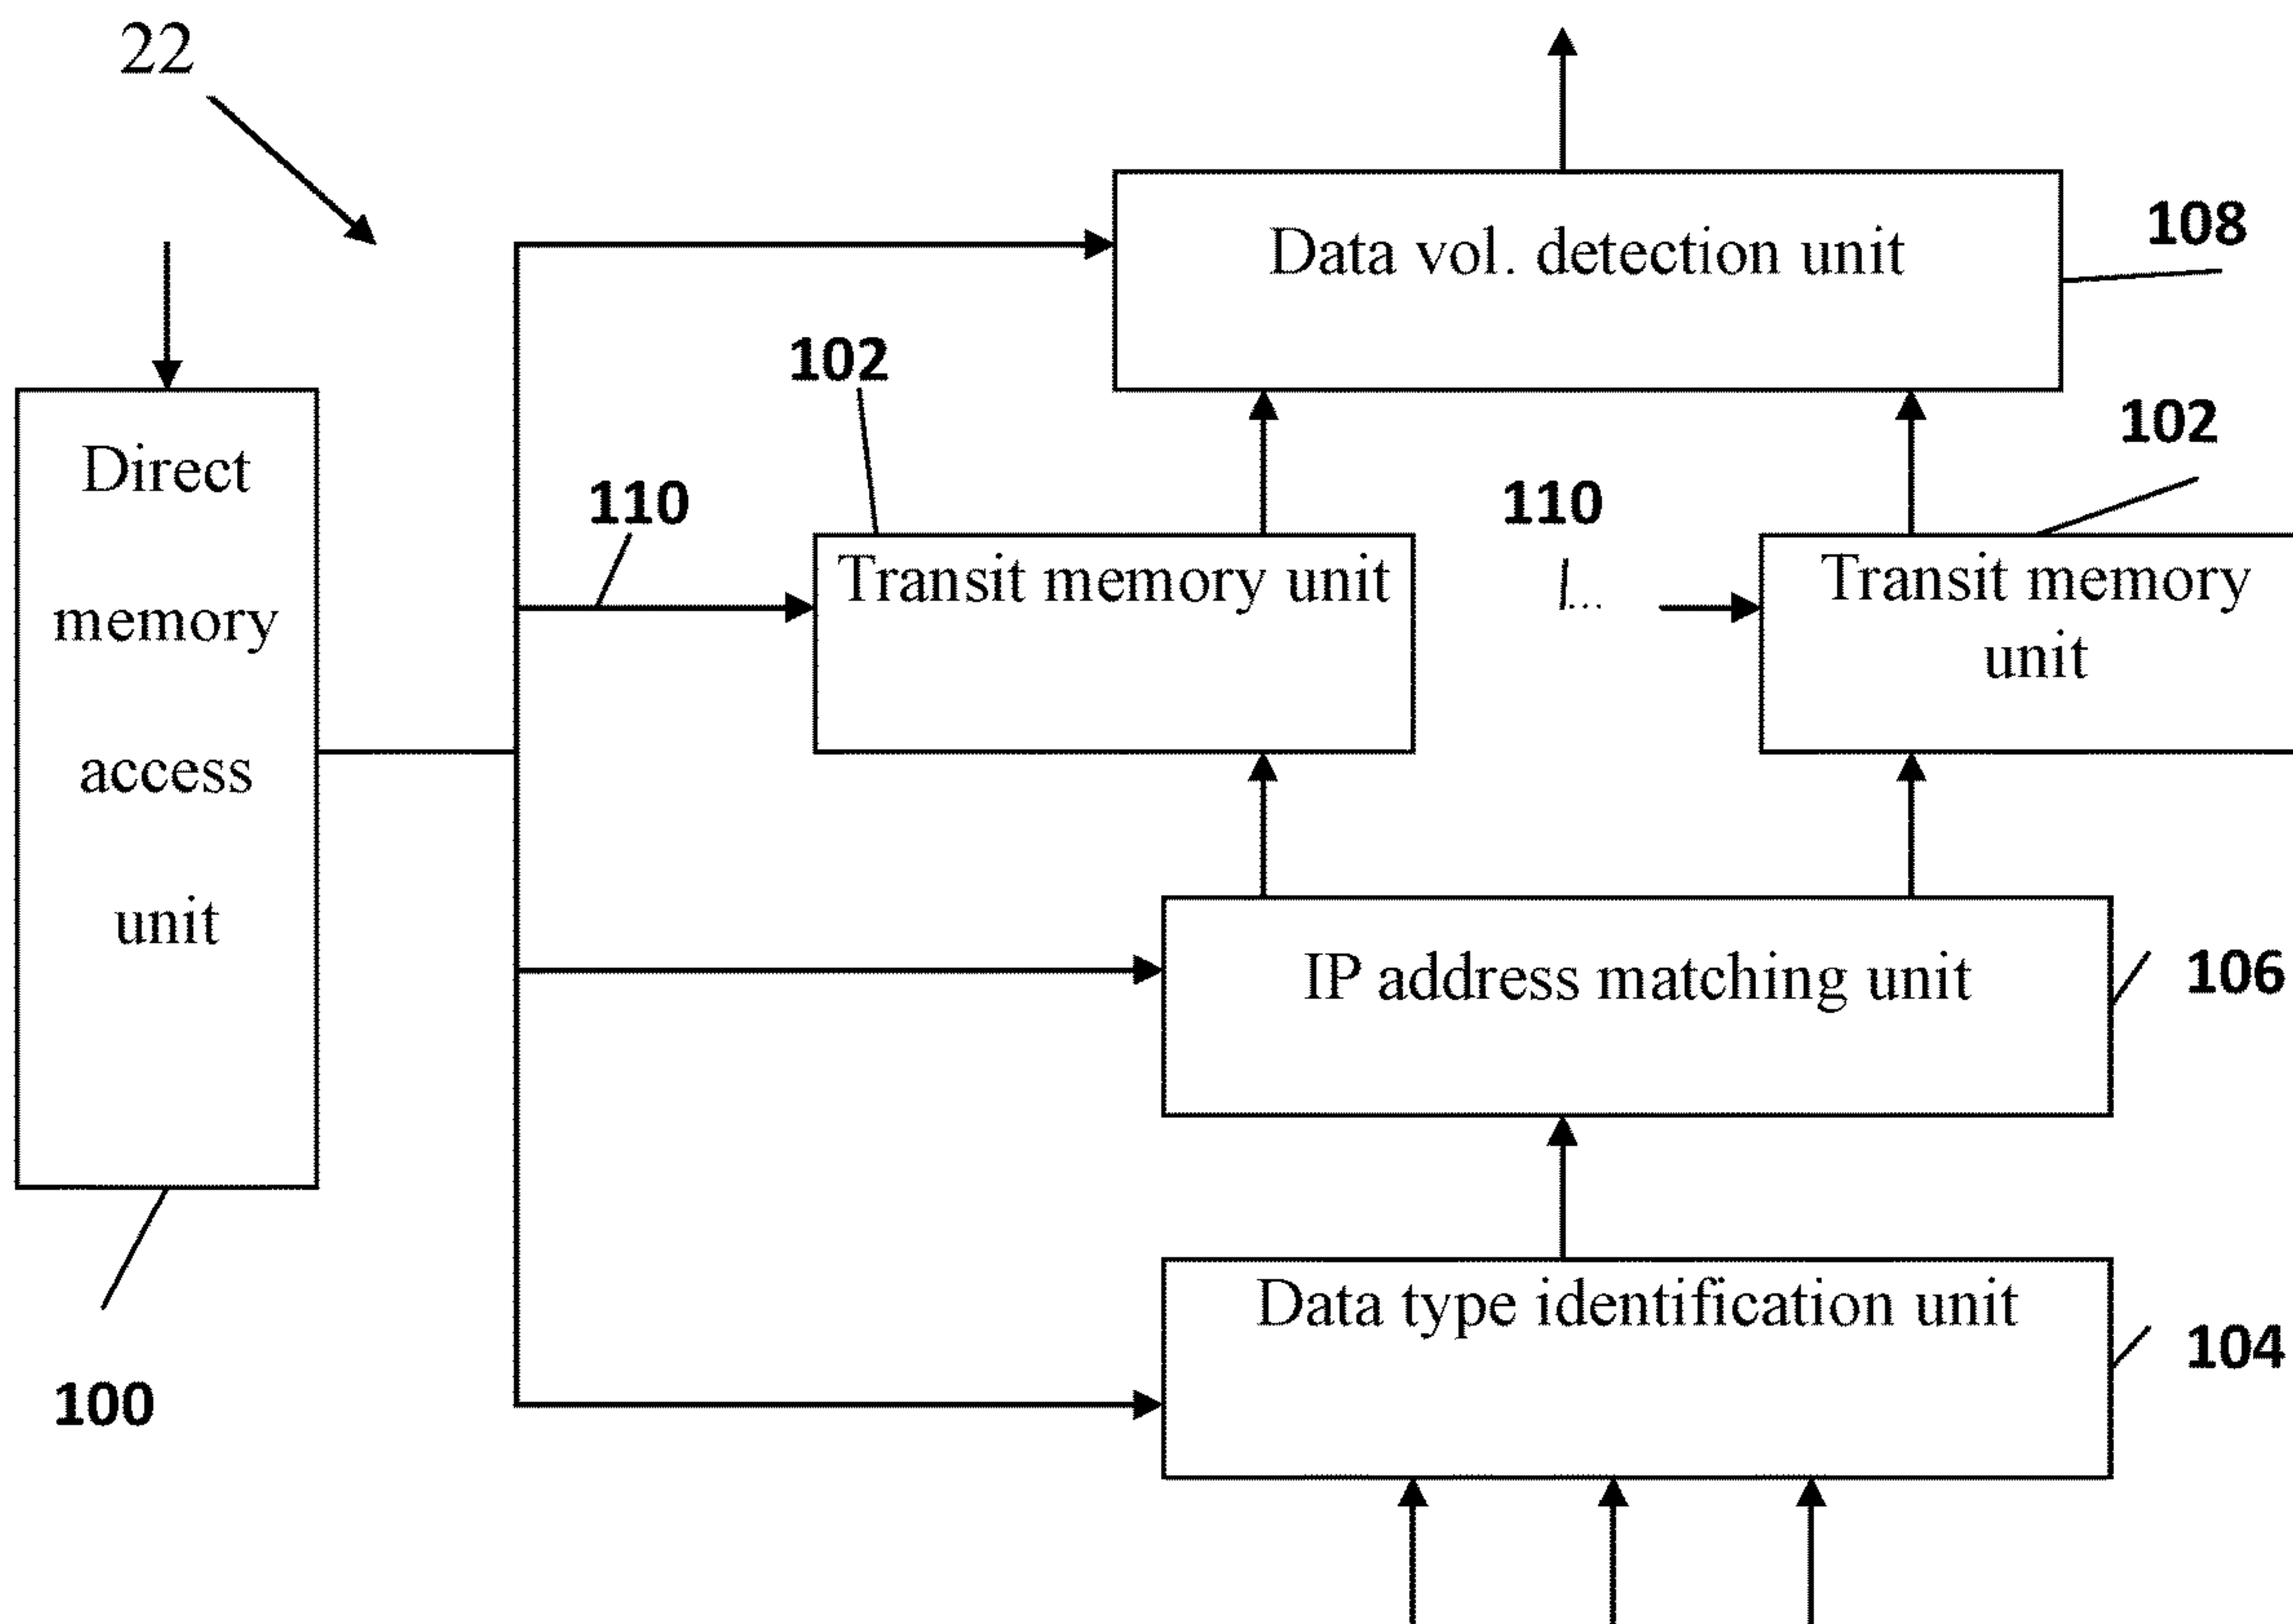 22
Data vol. detection unit
108
102
102
Direct
memory
access
unit
110
110
...
Transit memory unit
Transit memory
unit
IP address matching unit
106
Data type identification unit
104
100